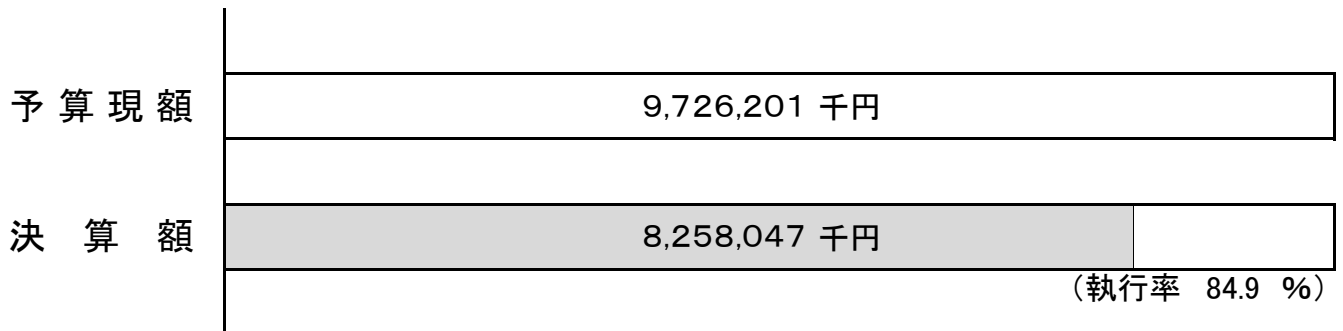 予算現額 9,726,201 千円
決算額 8,258,047 千円
（執行率 84.9 %）